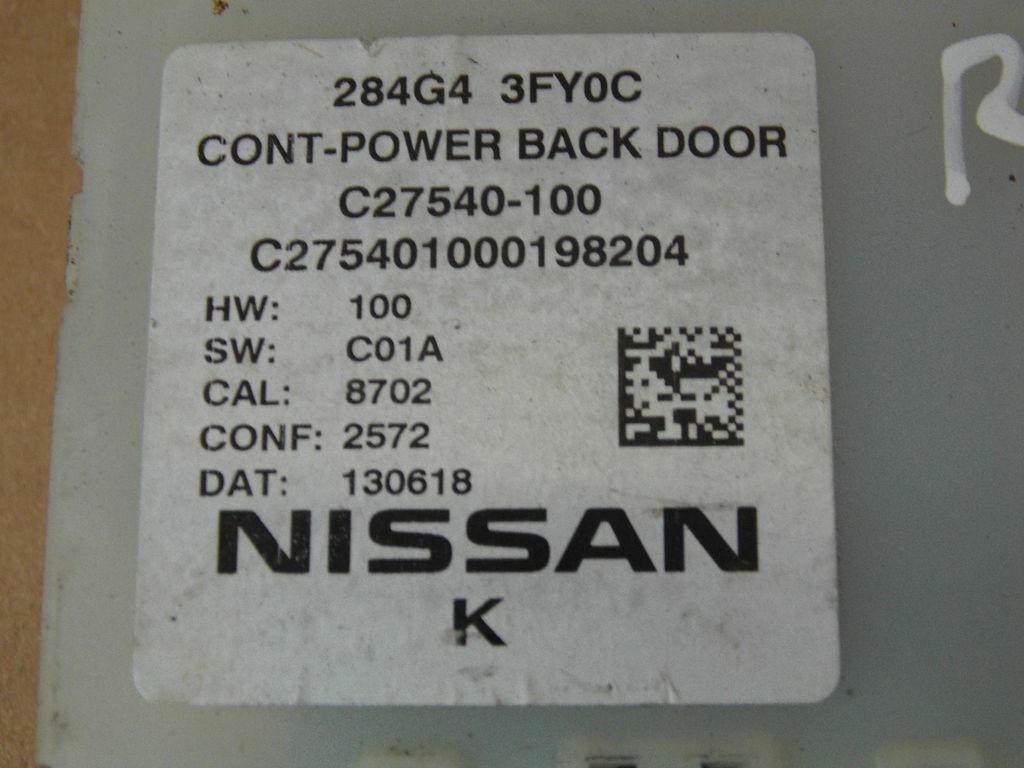 284G4 3FY0C
CONT-POWER BACK DOOR
C27540-100
C275401000198204
HW: 100
SW: C01A
CAL: 8702
CONF: 2572
DAT: 130618
NISSAN
K
R